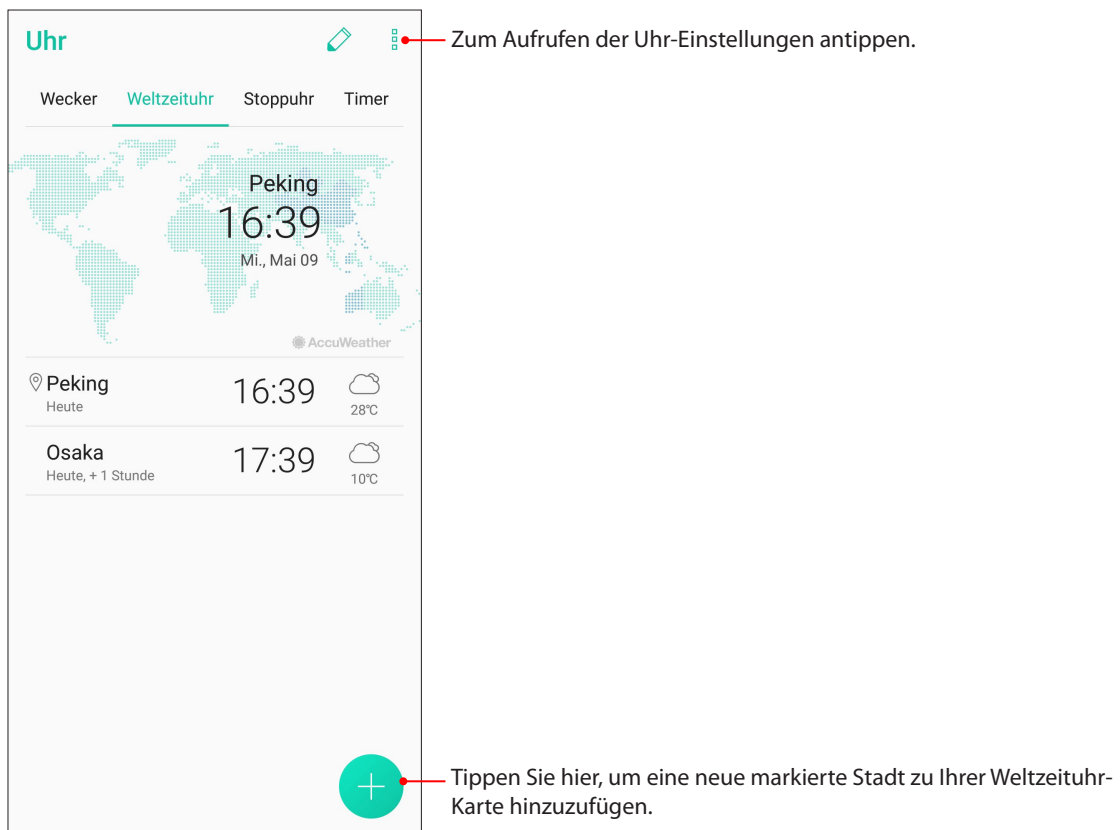 Uhr
Zum Aufrufen der Uhr-Einstellungen antippen.
Wecker Weltzeituhr Stoppuhr Timer
Peking
16:39
Mi., Mai 09
AccuWeather
Peking 16:39
Heute 28°C
Osaka 17:39
Heute, + 1 Stunde 10°C
Tippen Sie hier, um eine neue markierte Stadt zu Ihrer Weltzeituhr-
Karte hinzuzufügen.